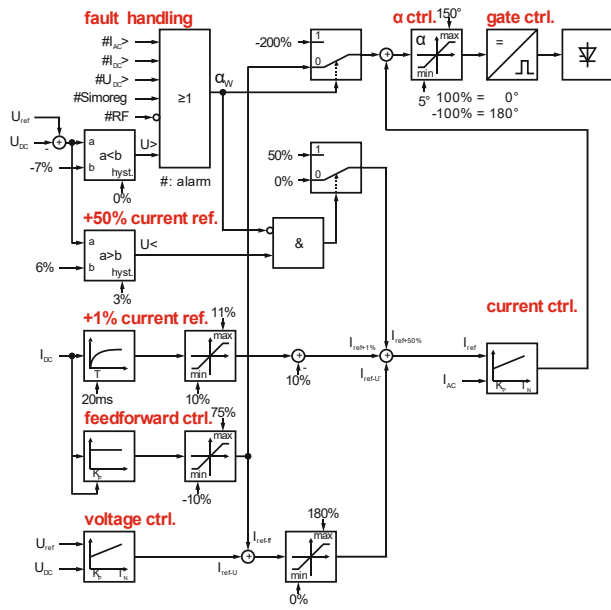 fault handling
α ctrl.
gate ctrl.
150°
#I_AC>
#I_DC>
#U_DC>
#Simoreg
#RF
≥1
α_W
-200%
1
0
+
α
max
min
=
5°
100% = 0°
-100% = 180°
U_ref
U_DC
-
+
-7%
a
b
a<b
hyst.
U>
0%
#: alarm
50%
0%
1
0
+50% current ref.
a
b
a>b
hyst.
U<
6%
3%
&
+1% current ref.
11%
current ctrl.
I_DC
T
20ms
max
min
10%
+
-
10%
I_ref+1%
I_ref+50%
I_ref-U'
+
I_ref
I_AC
K_P T_N
feedforward ctrl.
75%
K_P
max
min
-10%
voltage ctrl.
180%
U_ref
U_DC
K_P T_N
I_ref-U
I_ref-ff
+
max
min
0%